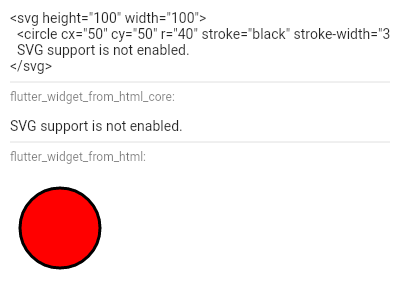 <svg height="100" width="100">
<circle cx="50" cy="50" r="40" stroke="black" stroke-width="3
SVG support is not enabled.
</svg>
flutter_widget_from_html_core:
SVG support is not enabled.
flutter_widget_from_html: